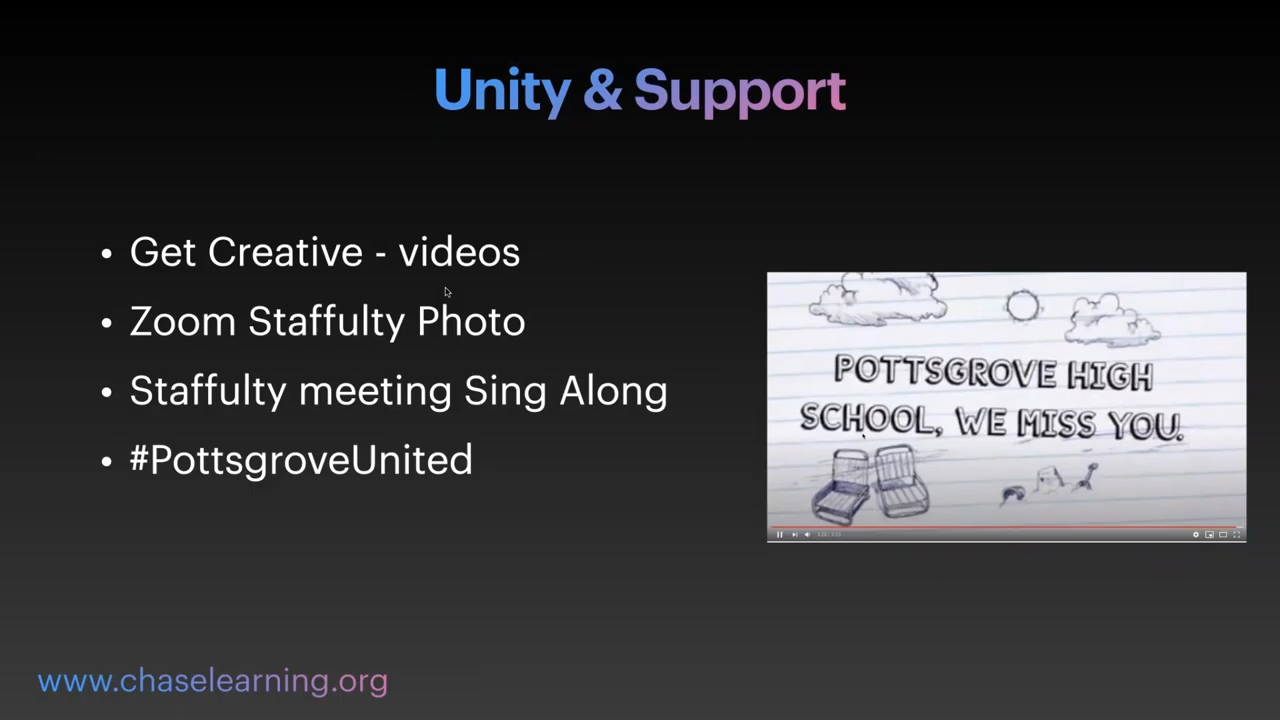 Unity & Support
• Get Creative - videos
• Zoom Staffulty Photo
• Staffulty meeting Sing Along
• #PottsgroveUnited
POTTSGROVE HIGH
SCHOOL, WE MISS YOU.
www.chaselearning.org